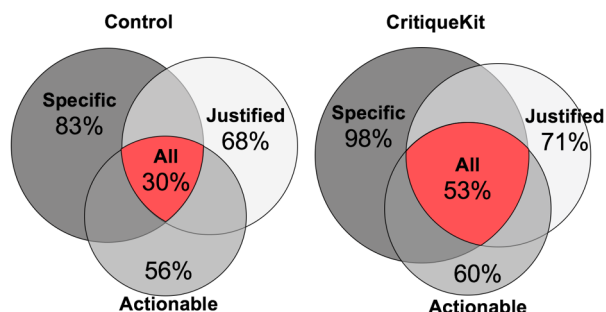 Control
Specific
83%
Justified
68%
All
30%
56%
Actionable
CritiqueKit
Specific
98%
Justified
71%
All
53%
60%
Actionable